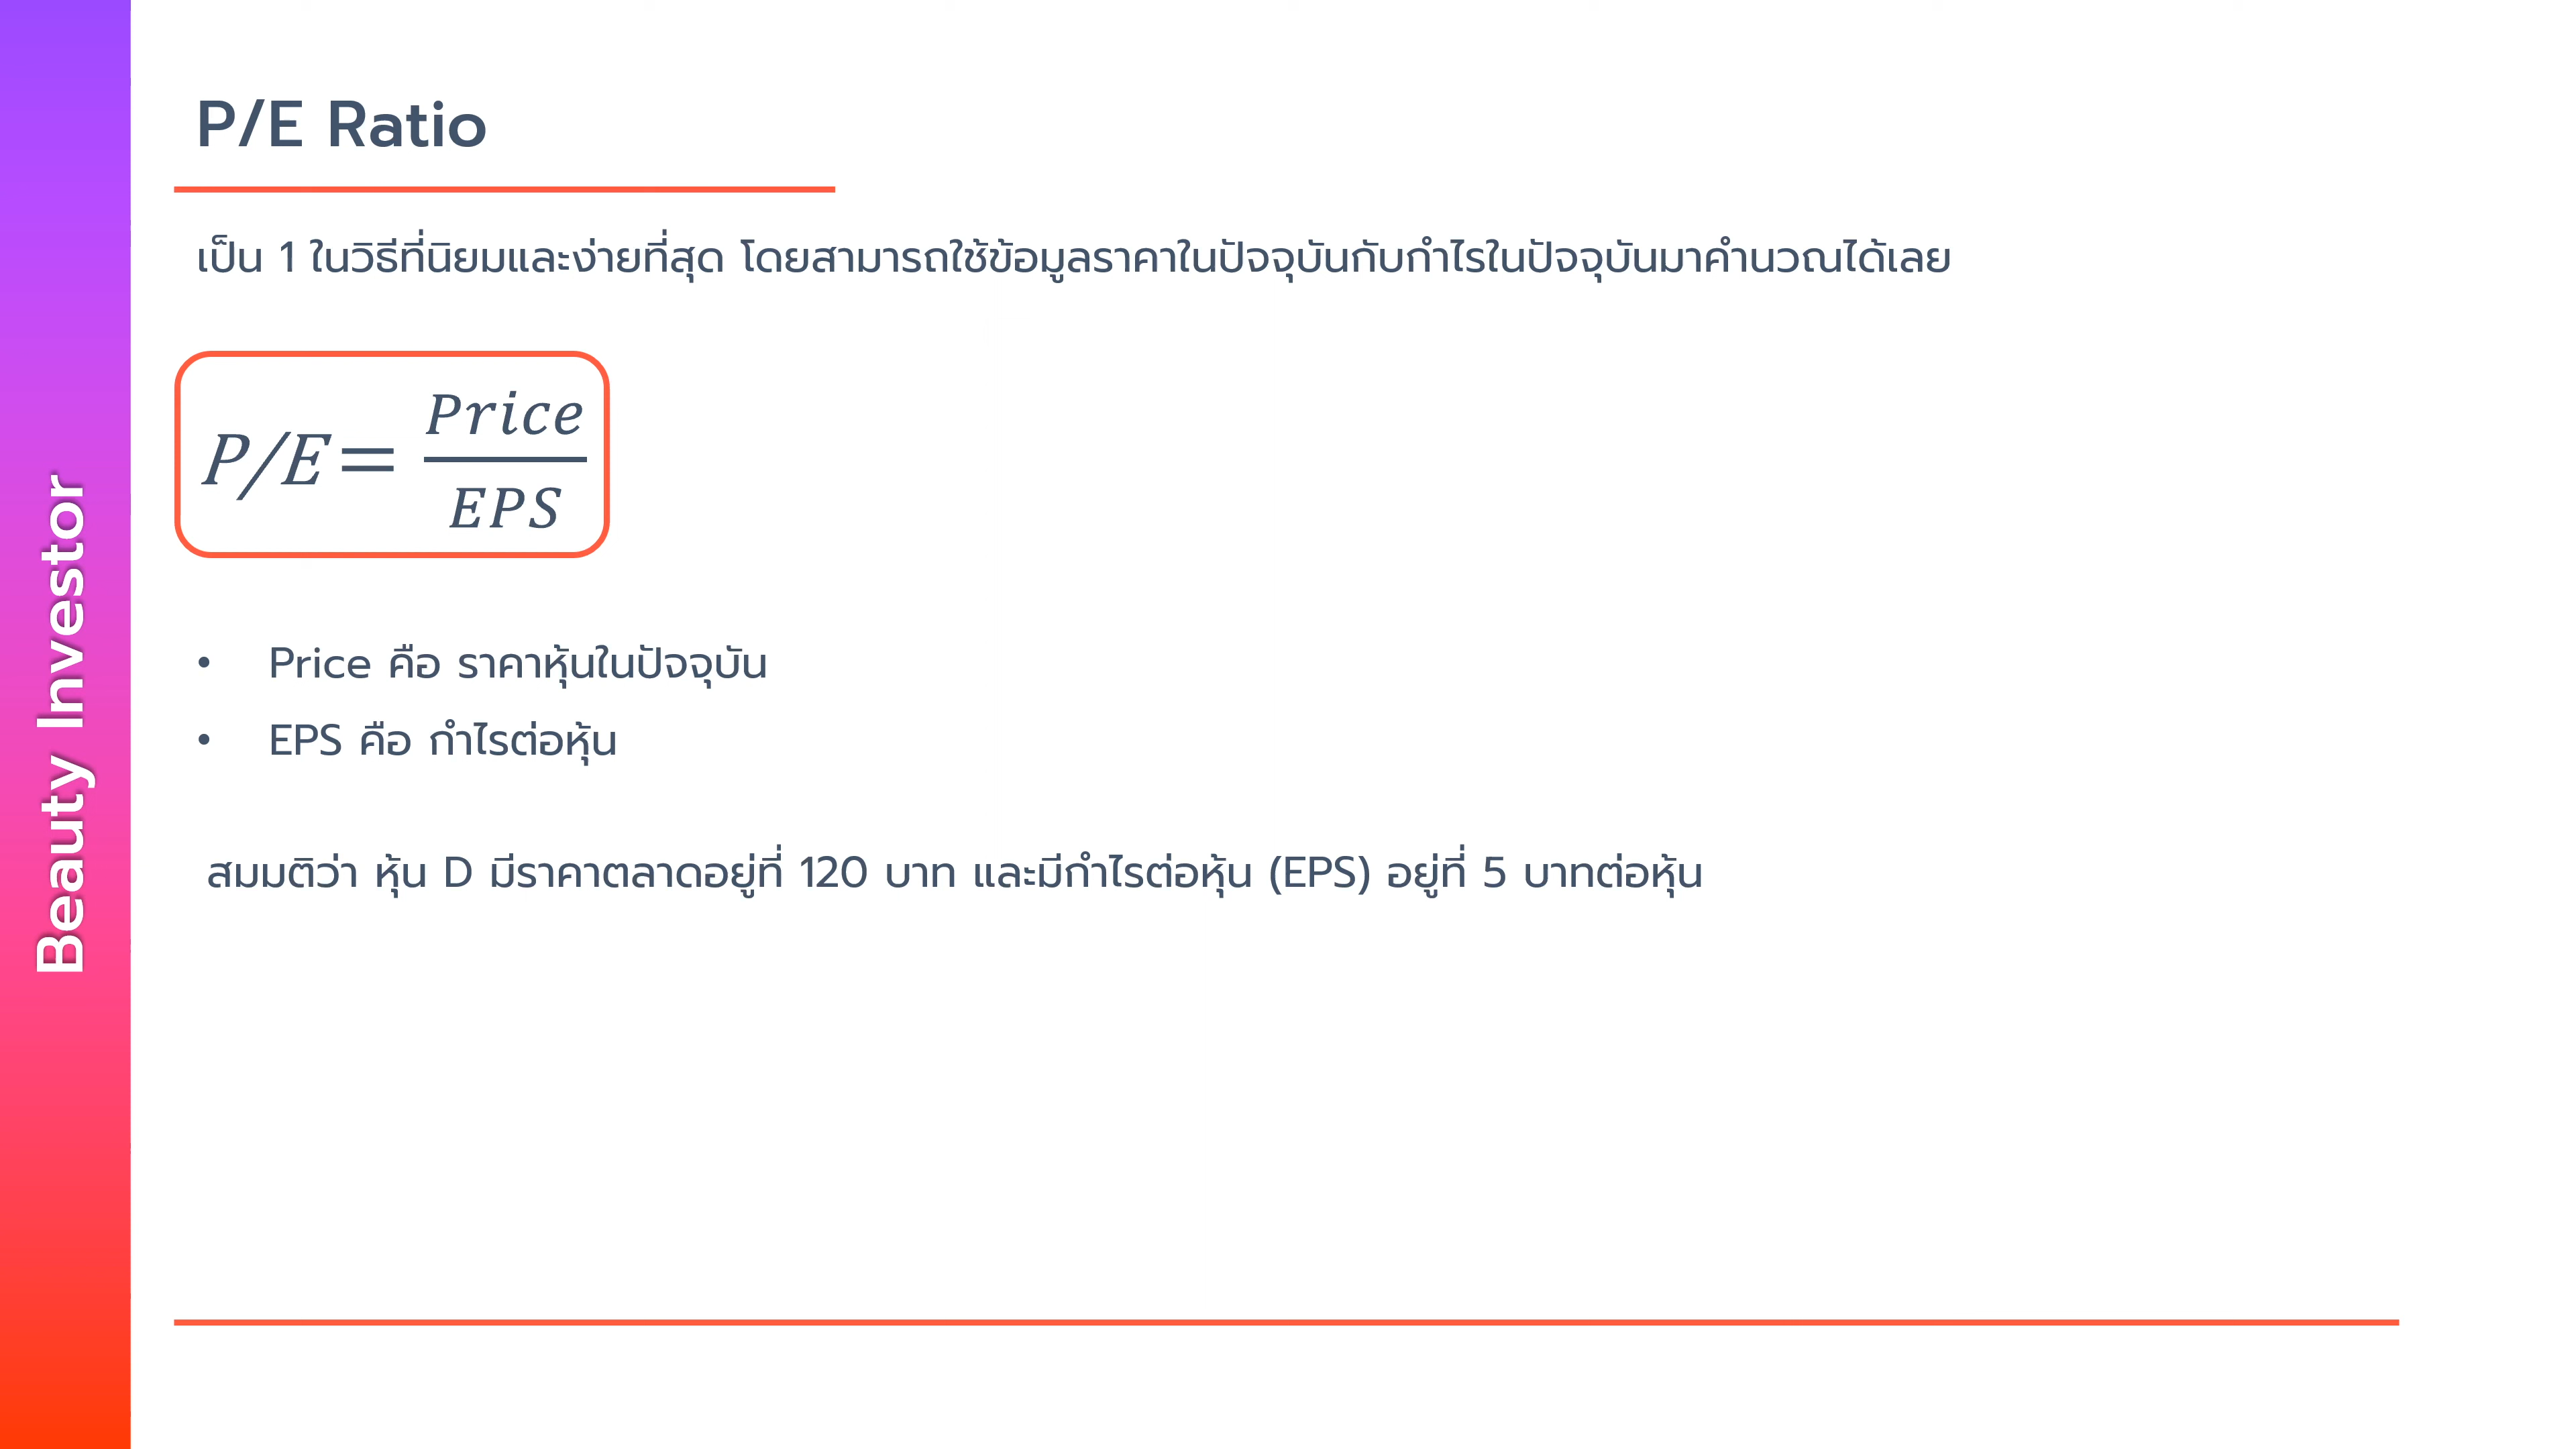 Beauty Investor
P/E Ratio
เป็น 1 ในวิธีที่นิยมและง่ายที่สุด โดยสามารถใช้ข้อมูลราคาในปัจจุบันกับกำไรในปัจจุบันมาคำนวณได้เลย
P/E = Price / EPS
• Price คือ ราคาหุ้นในปัจจุบัน
• EPS คือ กำไรต่อหุ้น
สมมติว่า หุ้น D มีราคาตลาดอยู่ที่ 120 บาท และมีกำไรต่อหุ้น (EPS) อยู่ที่ 5 บาทต่อหุ้น